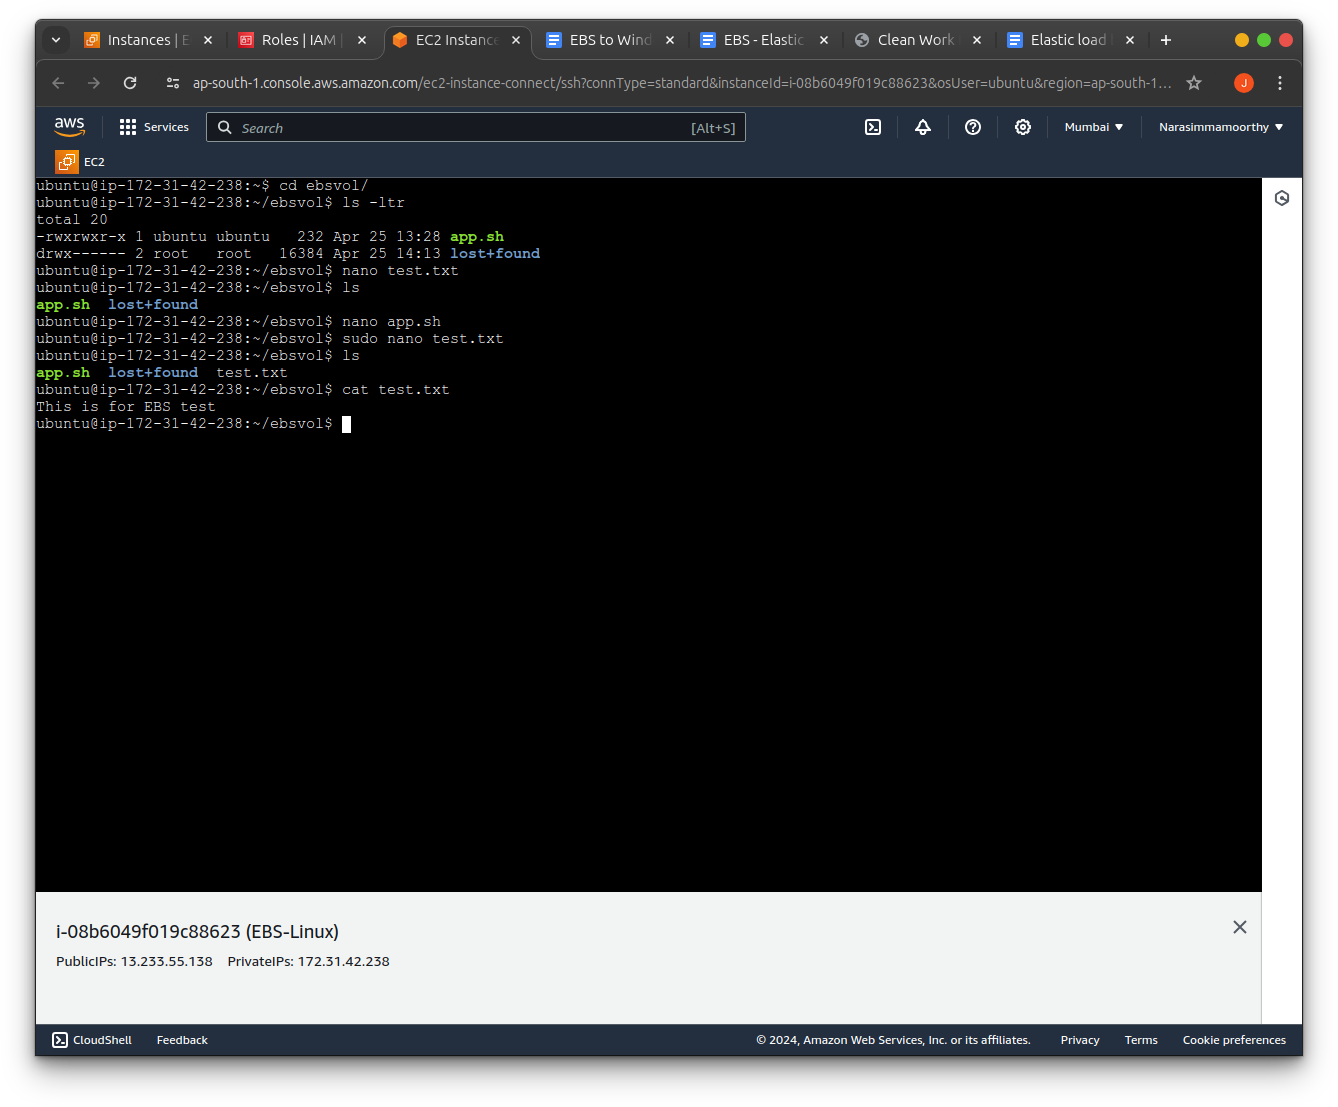 Instances | E
Roles | IAM |
EC2 Instance
EBS to Wind
EBS - Elastic
Clean Work
Elastic load
ap-south-1.console.aws.amazon.com/ec2-instance-connect/ssh?connType=standard&instanceId=i-08b6049f019c88623&osUser=ubuntu&region=ap-south-1...
J
aws
Services
Search
[Alt+S]
Mumbai
Narasimmamoorthy
EC2
ubuntu@ip-172-31-42-238:~$ cd ebsvol/
ubuntu@ip-172-31-42-238:~/ebsvol$ ls -ltr
total 20
-rwxrwxr-x 1 ubuntu ubuntu   232 Apr 25 13:28 app.sh
drwx------ 2 root   root   16384 Apr 25 14:13 lost+found
ubuntu@ip-172-31-42-238:~/ebsvol$ nano test.txt
ubuntu@ip-172-31-42-238:~/ebsvol$ ls
app.sh  lost+found
ubuntu@ip-172-31-42-238:~/ebsvol$ nano app.sh
ubuntu@ip-172-31-42-238:~/ebsvol$ sudo nano test.txt
ubuntu@ip-172-31-42-238:~/ebsvol$ ls
app.sh  lost+found  test.txt
ubuntu@ip-172-31-42-238:~/ebsvol$ cat test.txt
This is for EBS test
ubuntu@ip-172-31-42-238:~/ebsvol$
i-08b6049f019c88623 (EBS-Linux)
PublicIPs: 13.233.55.138 PrivateIPs: 172.31.42.238
CloudShell
Feedback
© 2024, Amazon Web Services, Inc. or its affiliates.
Privacy
Terms
Cookie preferences